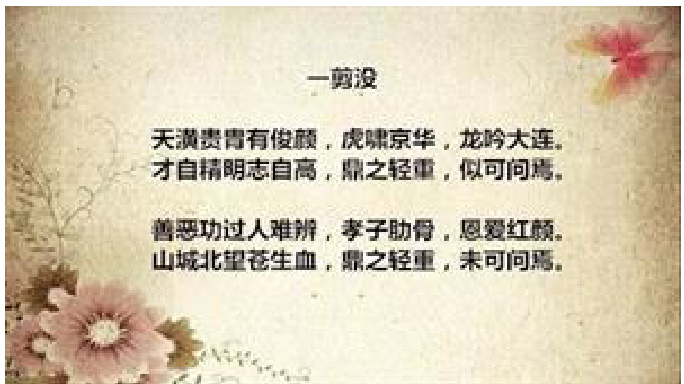 一剪没
天潢贵胄有俊颜，虎啸京华，龙吟大连。
才自精明志自高，鼎之轻重，似可问焉。
善恶功过人难辨，孝子肋骨，恩爱红颜。
山城北望苍生血，鼎之轻重，未可问焉。